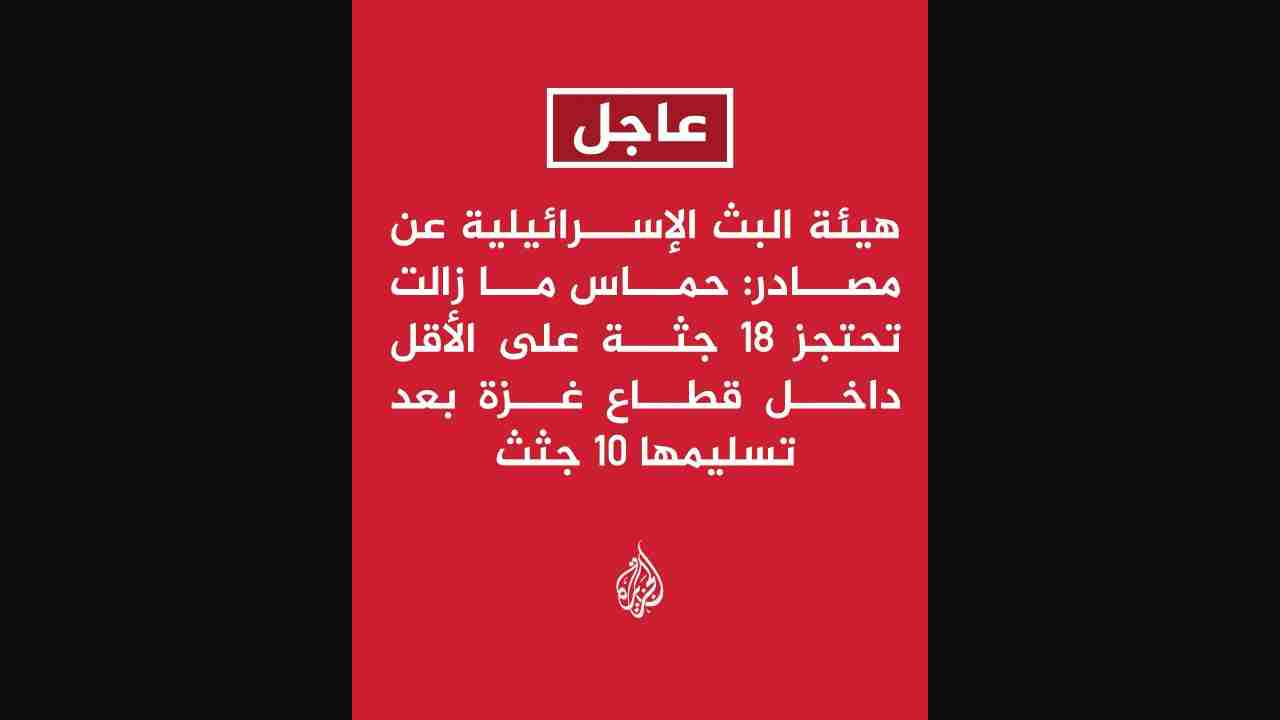 عاجل
هيئة البث الإسرائيلية عن
مصادر: حماس ما زالت
تحتجز 18 جثة على الأقل
داخل قطاع غزة بعد
تسليمها 10 جثث
الجزيرة